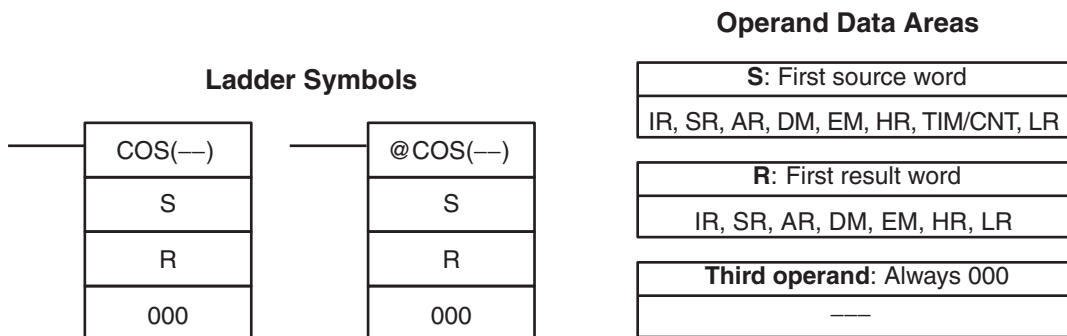 Ladder Symbols
COS(––)
S
R
000
@COS(––)
S
R
000
Operand Data Areas
S: First source word
IR, SR, AR, DM, EM, HR, TIM/CNT, LR
R: First result word
IR, SR, AR, DM, EM, HR, LR
Third operand: Always 000
–––